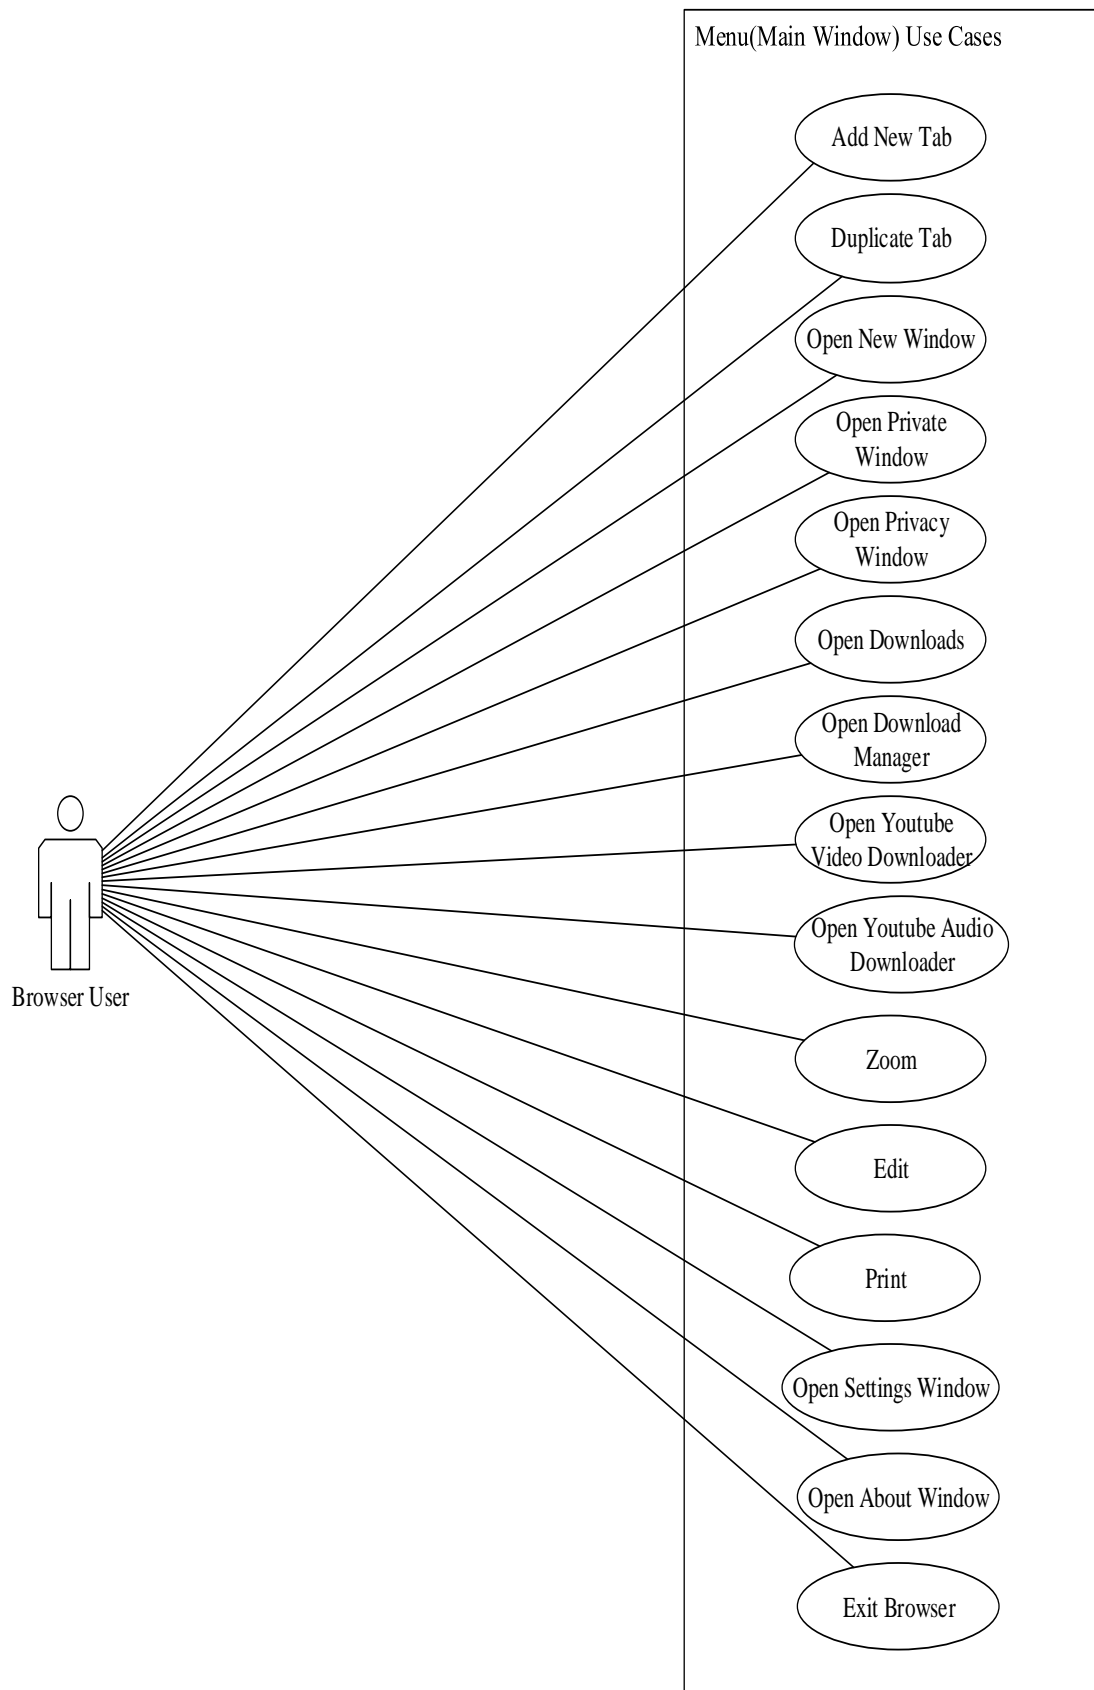 Menu(Main Window) Use Cases
Add New Tab
Duplicate Tab
Open New Window
Open Private
Window
Open Privacy
Window
Open Downloads
Open Download
Manager
Open Youtube
Video Downloader
Open Youtube Audio
Downloader
Browser User
Zoom
Edit
Print
Open Settings Window
Open About Window
Exit Browser